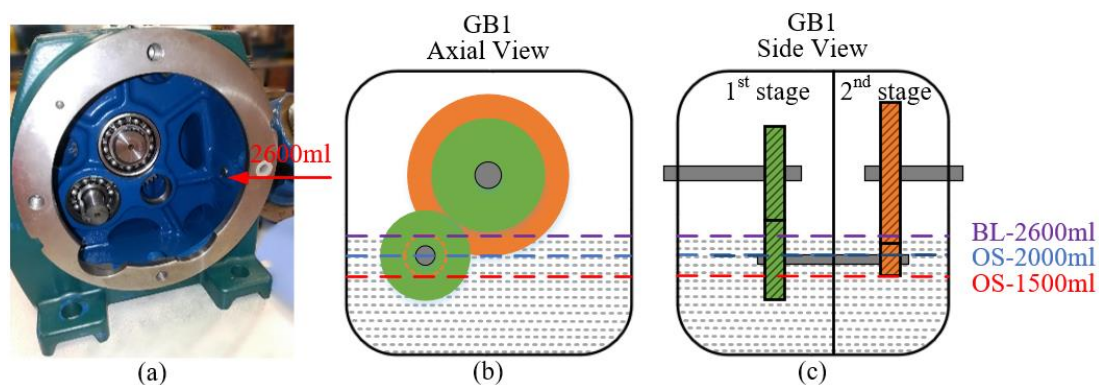 2600ml
(a)
GB1
Axial View
(b)
GB1
Side View
1st stage
2nd stage
BL-2600ml
OS-2000ml
OS-1500ml
(c)